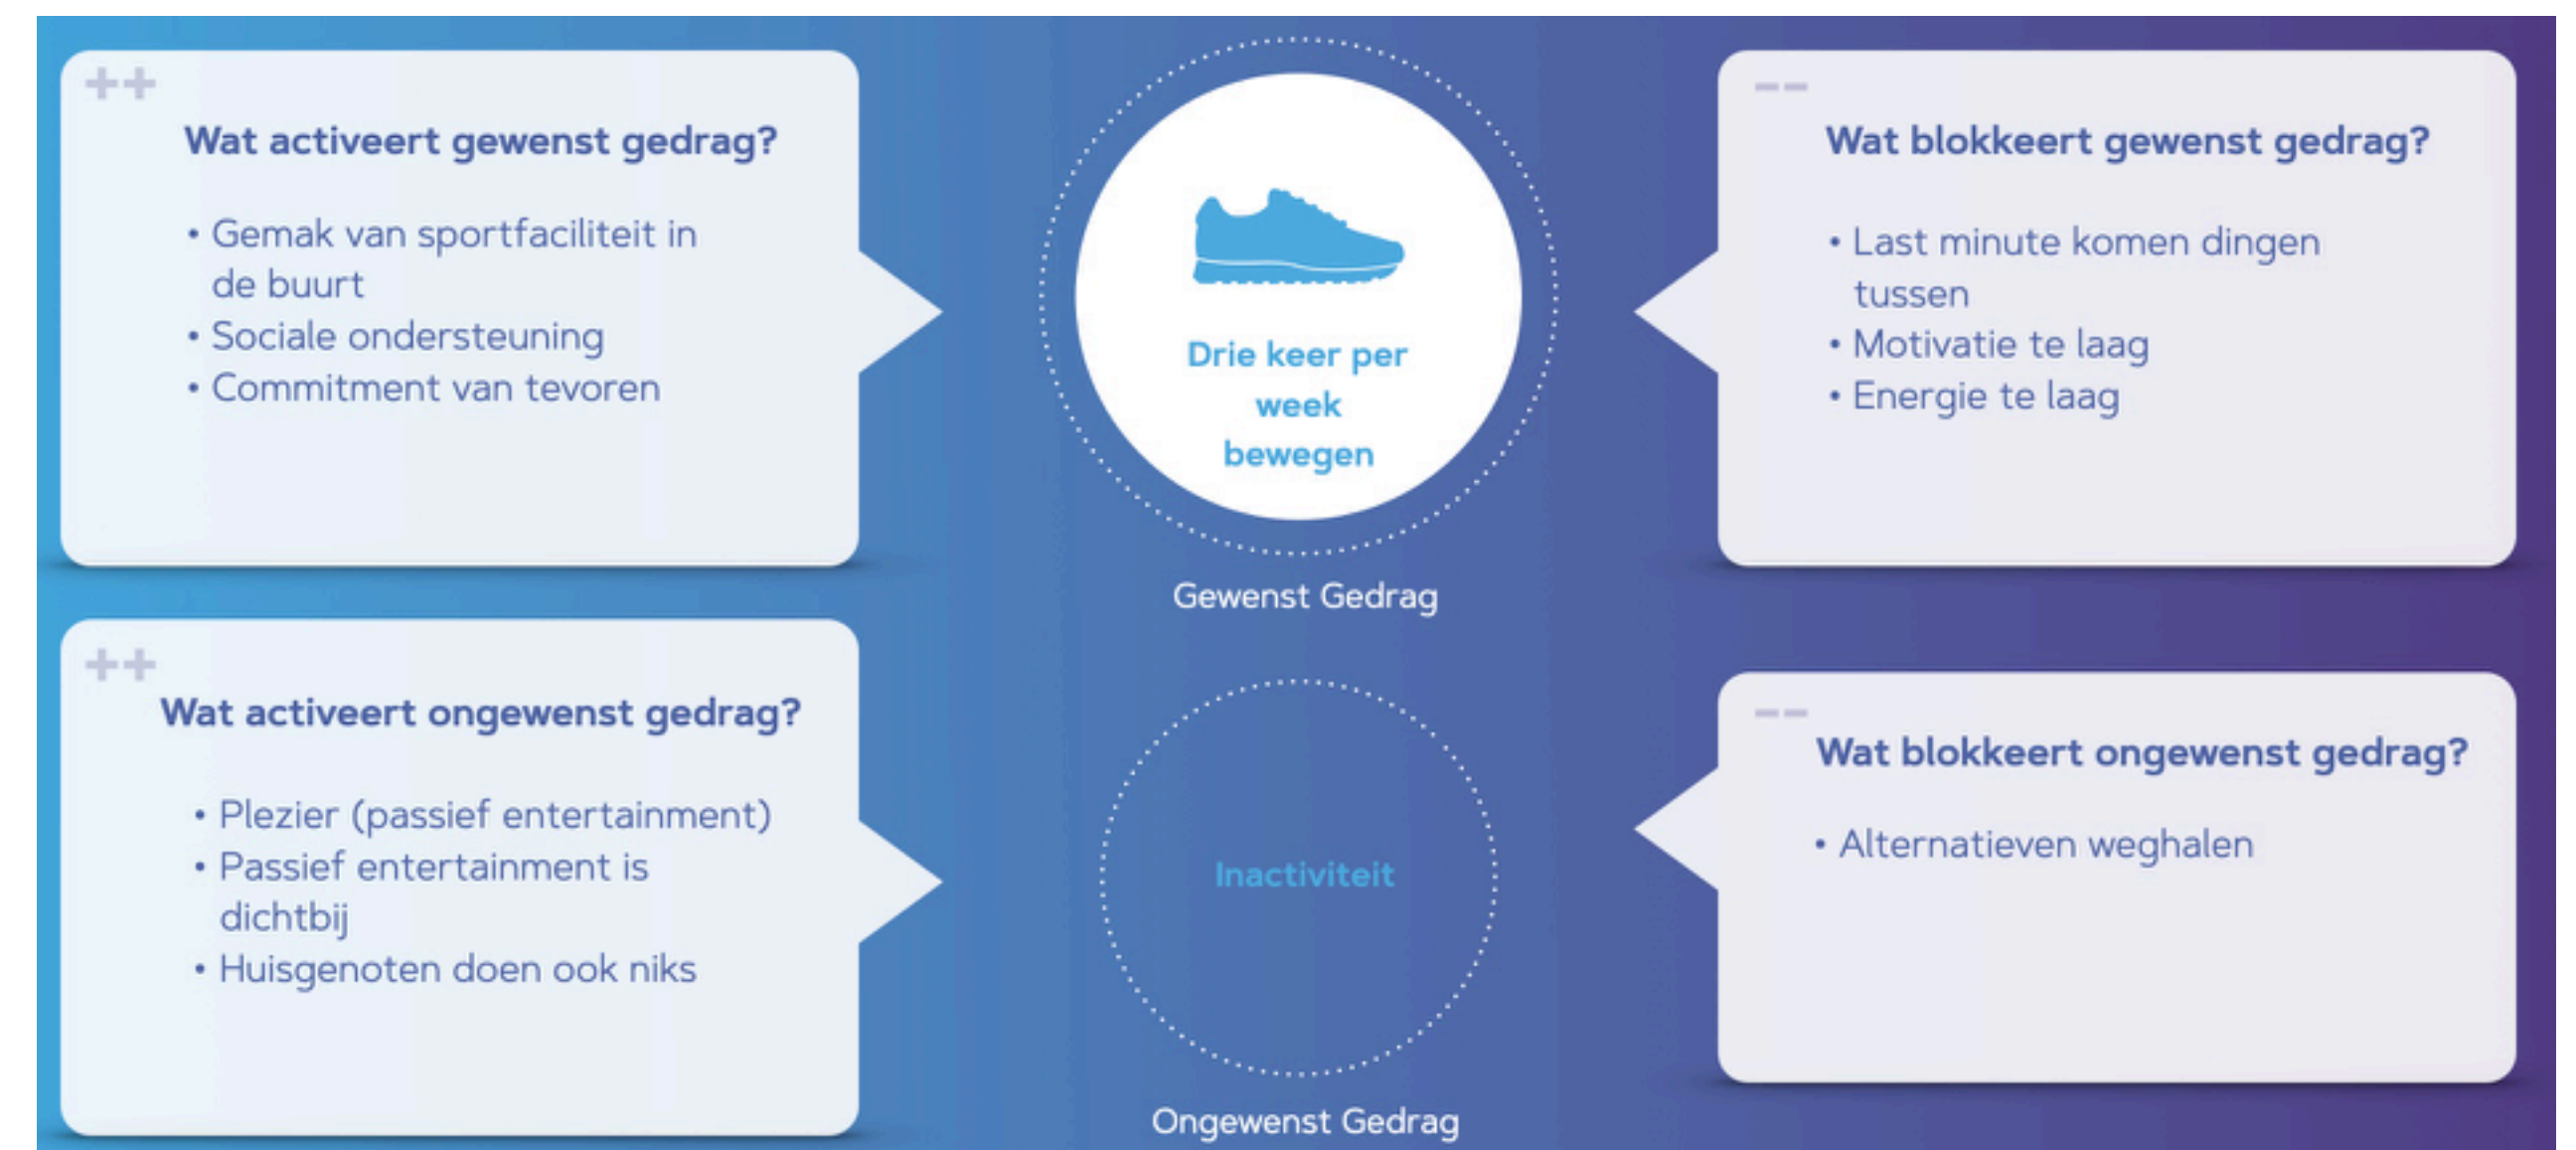 ++
Wat activeert gewenst gedrag?
• Gemak van sportfaciliteit in
de buurt
• Sociale ondersteuning
• Commitment van tevoren
Drie keer per
week
bewegen
Gewenst Gedrag
--
Wat blokkeert gewenst gedrag?
• Last minute komen dingen
tussen
• Motivatie te laag
• Energie te laag
++
Wat activeert ongewenst gedrag?
• Plezier (passief entertainment)
• Passief entertainment is
dichtbij
• Huisgenoten doen ook niks
Inactiviteit
Ongewenst Gedrag
--
Wat blokkeert ongewenst gedrag?
• Alternatieven weghalen